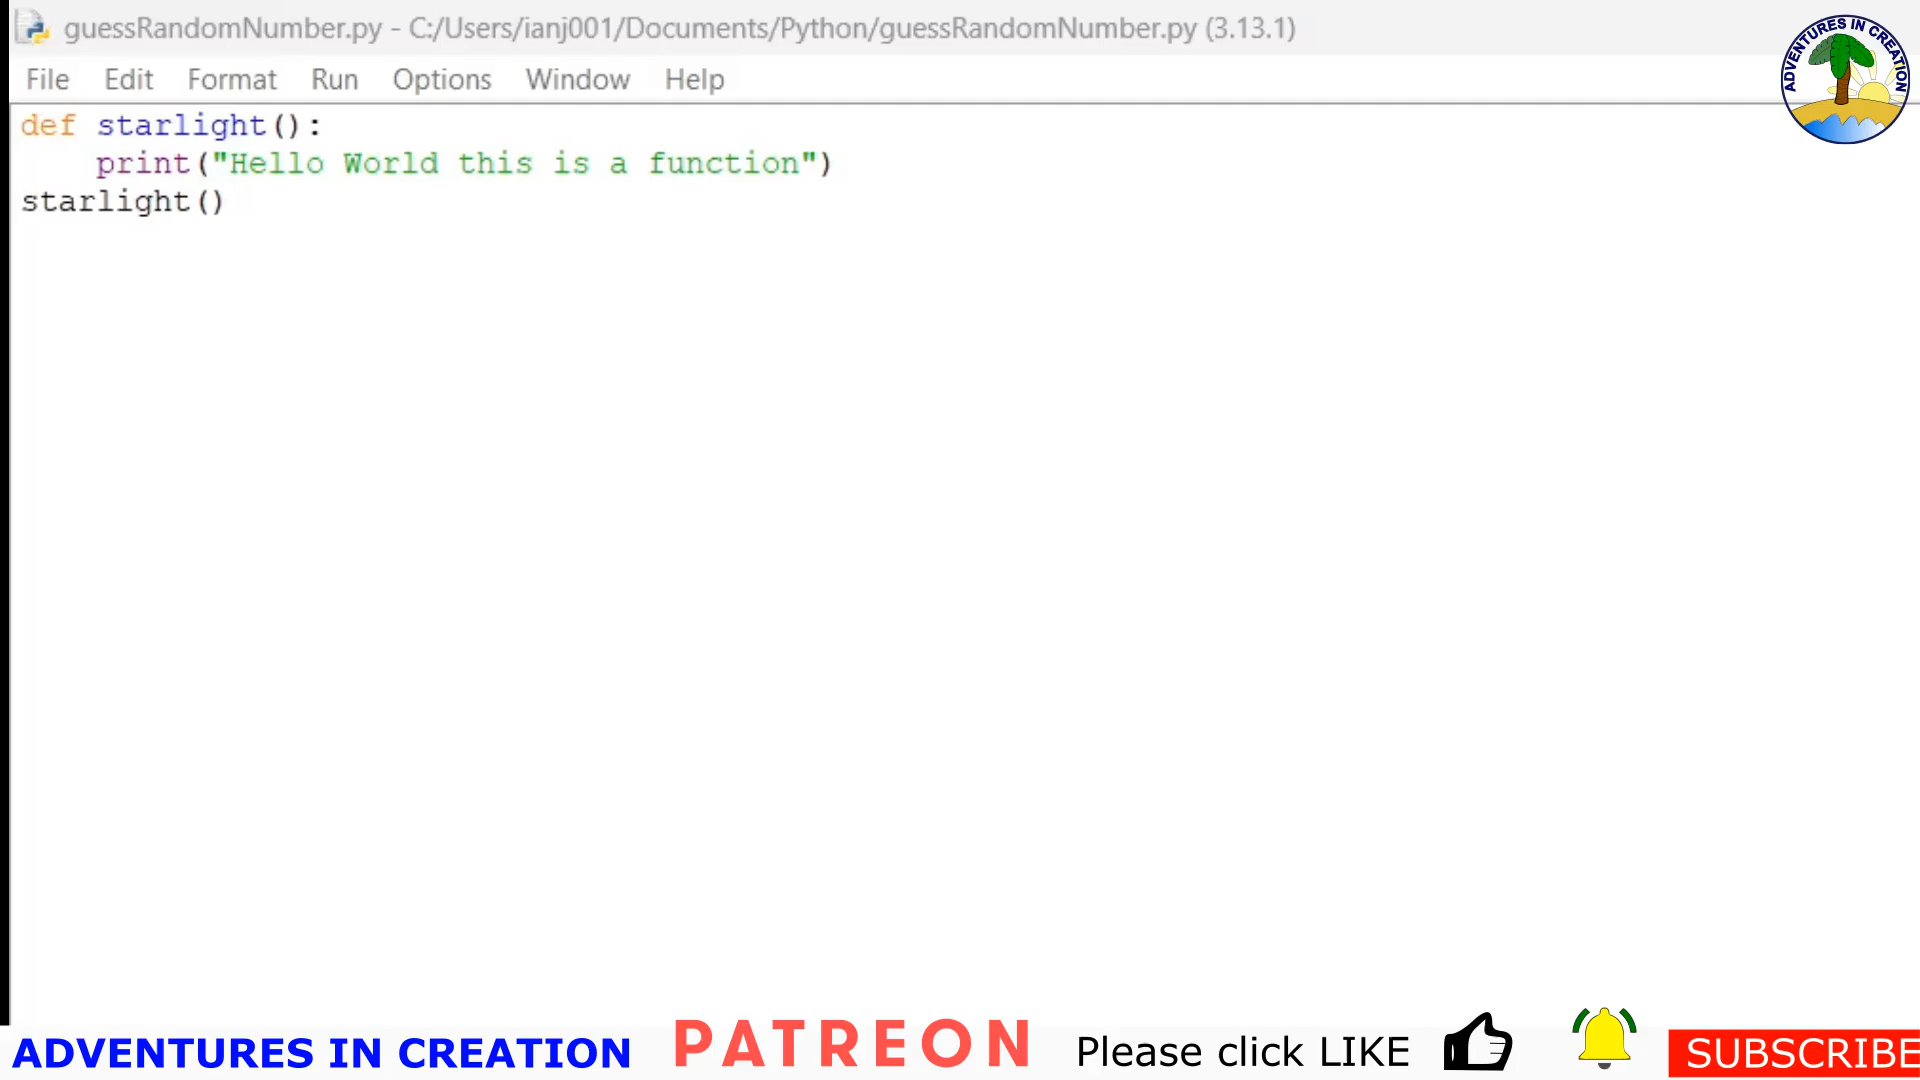 guessRandomNumber.py - C:/Users/ianj001/Documents/Python/guessRandomNumber.py (3.13.1)
File Edit Format Run Options Window Help
ADVENTURES IN CREATION
def starlight():
    print("Hello World this is a function")
starlight()
ADVENTURES IN CREATION PATREON Please click LIKE SUBSCRIBE